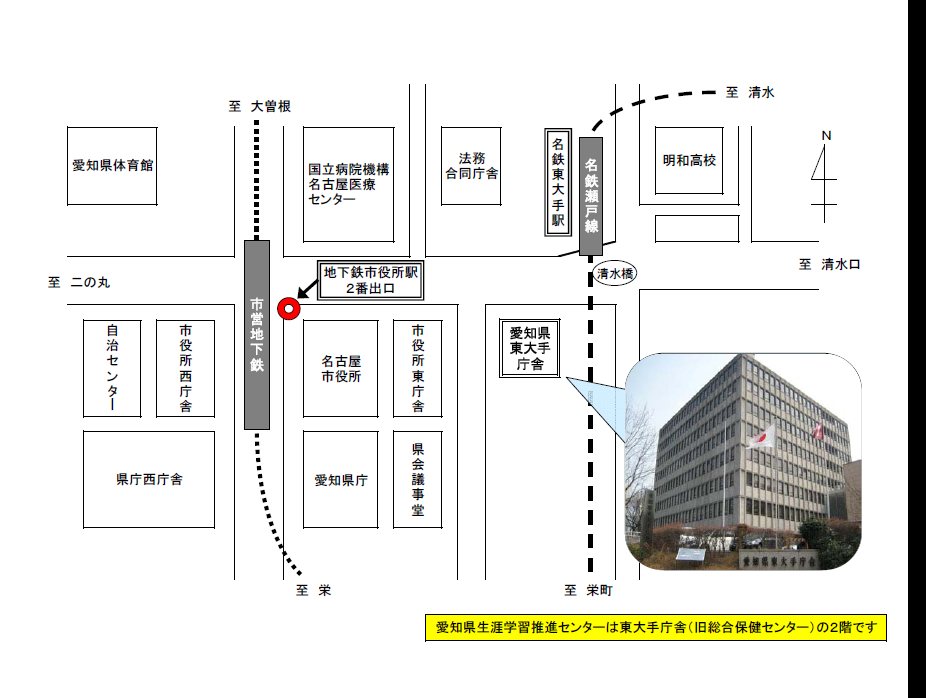 至 大曽根
至 清水
愛知県体育館
国立病院機構
名古屋医療
センター
法務
合同庁舎
名鉄東大手駅
名鉄瀬戸線
明和高校
N
至 二の丸
地下鉄市役所駅
2番出口
清水橋
至 清水口
市営地下鉄
自治センター
市役所西庁舎
名古屋
市役所
市役所東庁舎
愛知県
東大手
庁舎
県庁西庁舎
愛知県庁
県会議事堂
愛知県東大手庁舎
至 栄
至 栄町
愛知県生涯学習推進センターは東大手庁舎(旧総合保健センター)の2階です